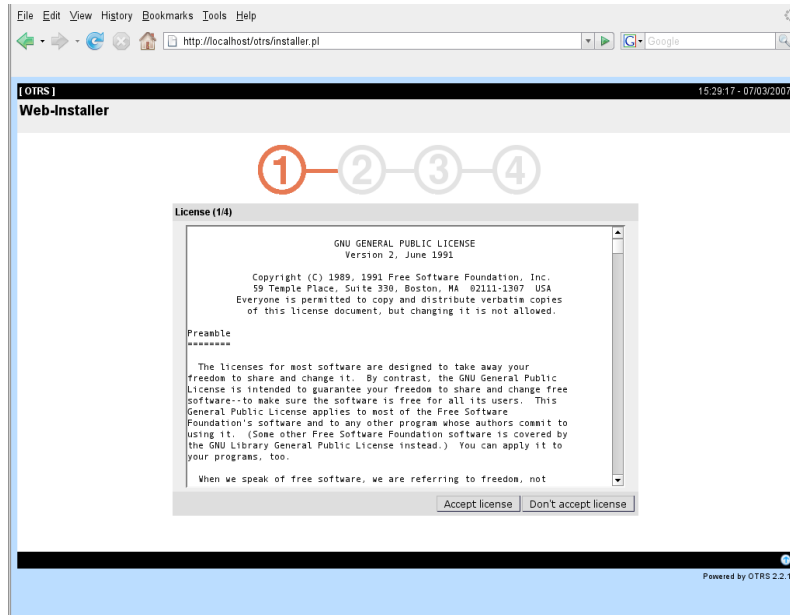 File Edit View History Bookmarks Tools Help
http://localhost/otrs/installer.pl
G Google
[ OTRS ]
15:29:17 - 07/03/2007
Web-Installer
1 2 3 4
License (1/4)
GNU GENERAL PUBLIC LICENSE
Version 2, June 1991
Copyright (C) 1989, 1991 Free Software Foundation, Inc.
59 Temple Place, Suite 330, Boston, MA 02111-1307 USA
Everyone is permitted to copy and distribute verbatim copies
of this license document, but changing it is not allowed.
Preamble
========
The licenses for most software are designed to take away your
freedom to share and change it. By contrast, the GNU General Public
License is intended to guarantee your freedom to share and change free
software--to make sure the software is free for all its users. This
General Public License applies to most of the Free Software
Foundation's software and to any other program whose authors commit to
using it. (Some other Free Software Foundation software is covered by
the GNU Library General Public License instead.) You can apply it to
your programs, too.
When we speak of free software, we are referring to freedom, not
Accept license Don't accept license
Powered by OTRS 2.2.1